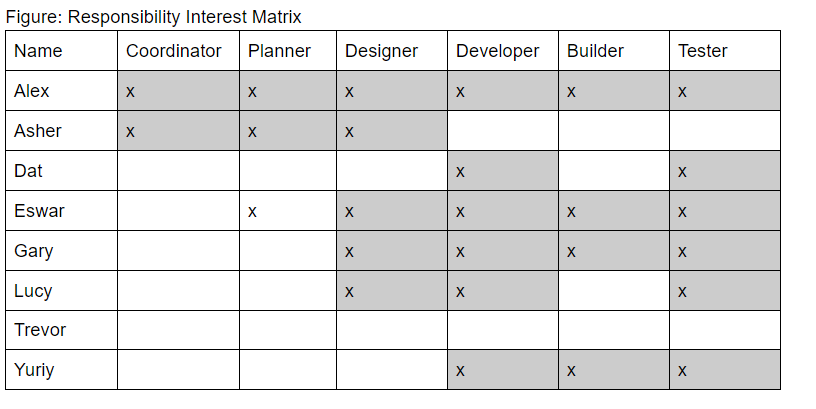 Figure: Responsibility Interest Matrix
Name Coordinator Planner Designer Developer Builder Tester
Alex x x x x x x
Asher x x x
Dat x x
Eswar x x x x x
Gary x x x x
Lucy x x x
Trevor
Yuriy x x x